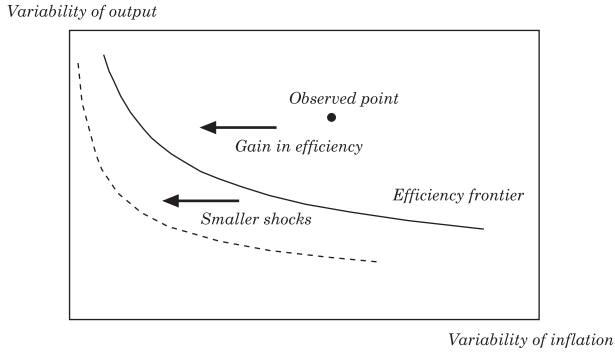 Variability of output
Observed point
Gain in efficiency
Efficiency frontier
Smaller shocks
Variability of inflation